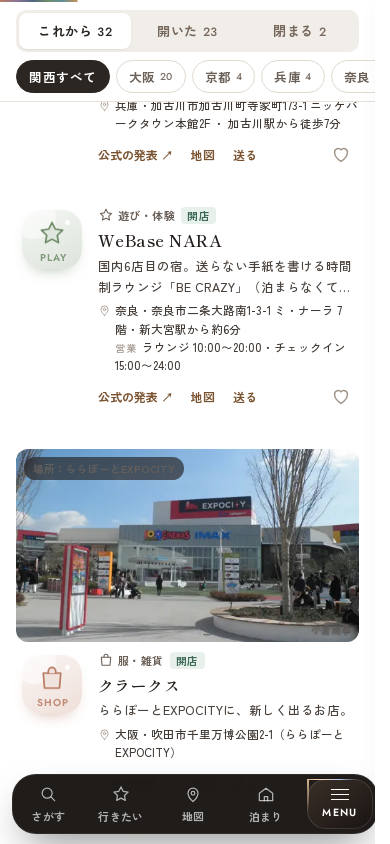 これから 32
開いた 23
閉まる 2
関西すべて
大阪 20
京都 4
兵庫 4
奈良
兵庫・加古川市加古川町寺家町173-1 ニッケパ
ークタウン本館2F ・ 加古川駅から徒歩7分
公式の発表 ↗ 地図 送る
遊び・体験 開店
PLAY
WeBase NARA
国内6店目の宿。送らない手紙を書ける時間
制ラウンジ「BE CRAZY」（泊まらなくて…
奈良・奈良市二条大路南1-3-1 ミ・ナーラ 7
階・新大宮駅から約6分
営業 ラウンジ 10:00〜20:00・チェックイン
15:00〜24:00
公式の発表 ↗ 地図 送る
場所：ららぽーとEXPOCITY
EXPOCITY
109CINEMAS IMAX
服・雑貨 開店
SHOP
クラークス
ららぽーとEXPOCITYに、新しく出るお店。
大阪・吹田市千里万博公園2-1（ららぽーと
EXPOCITY）
さがす
行きたい
地図
泊まり
MENU